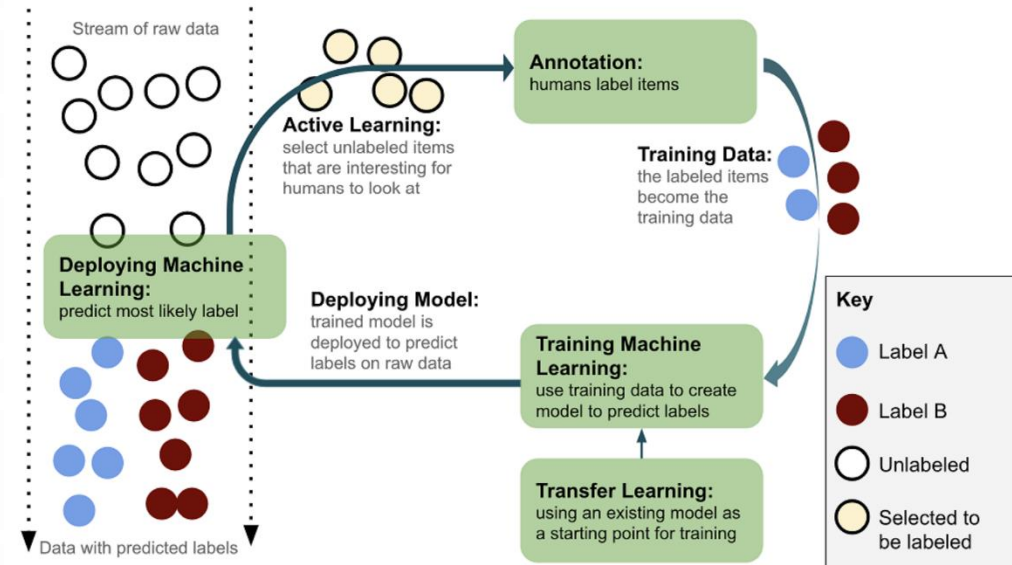 Stream of raw data
Active Learning:
select unlabeled items
that are interesting for
humans to look at
Annotation:
humans label items
Training Data:
the labeled items
become the
training data
Deploying Machine
Learning:
predict most likely label
Deploying Model:
trained model is
deployed to predict
labels on raw data
Training Machine
Learning:
use training data to create
model to predict labels
Transfer Learning:
using an existing model as
a starting point for training
Data with predicted labels
Key
Label A
Label B
Unlabeled
Selected to
be labeled